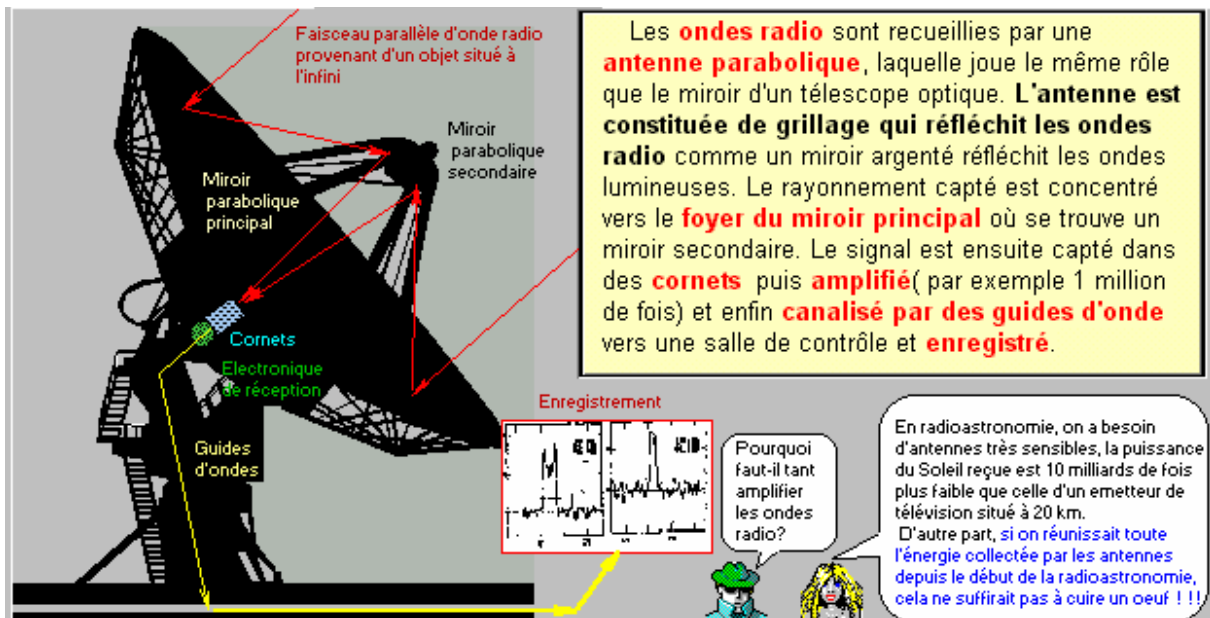 Faisceau parallèle d'onde radio
provenant d'un objet situé à
l'infini
Miroir
parabolique
secondaire
Miroir
parabolique
principal
Cornets
Electronique
de réception
Guides
d'ondes
Les ondes radio sont recueillies par une
antenne parabolique, laquelle joue le même rôle
que le miroir d'un télescope optique. L'antenne est
constituée de grillage qui réfléchit les ondes
radio comme un miroir argenté réfléchit les ondes
lumineuses. Le rayonnement capté est concentré
vers le foyer du miroir principal où se trouve un
miroir secondaire. Le signal est ensuite capté dans
des cornets puis amplifié( par exemple 1 million
de fois) et enfin canalisé par des guides d'onde
vers une salle de contrôle et enregistré.
Enregistrement
Pourquoi
faut-il tant
amplifier
les ondes
radio?
En radioastronomie, on a besoin
d'antennes très sensibles, la puissance
du Soleil reçue est 10 milliards de fois
plus faible que celle d'un emetteur de
télévision situé à 20 km.
D'autre part, si on réunissait toute
l'énergie collectée par les antennes
depuis le début de la radioastronomie,
cela ne suffirait pas à cuire un oeuf ! !!